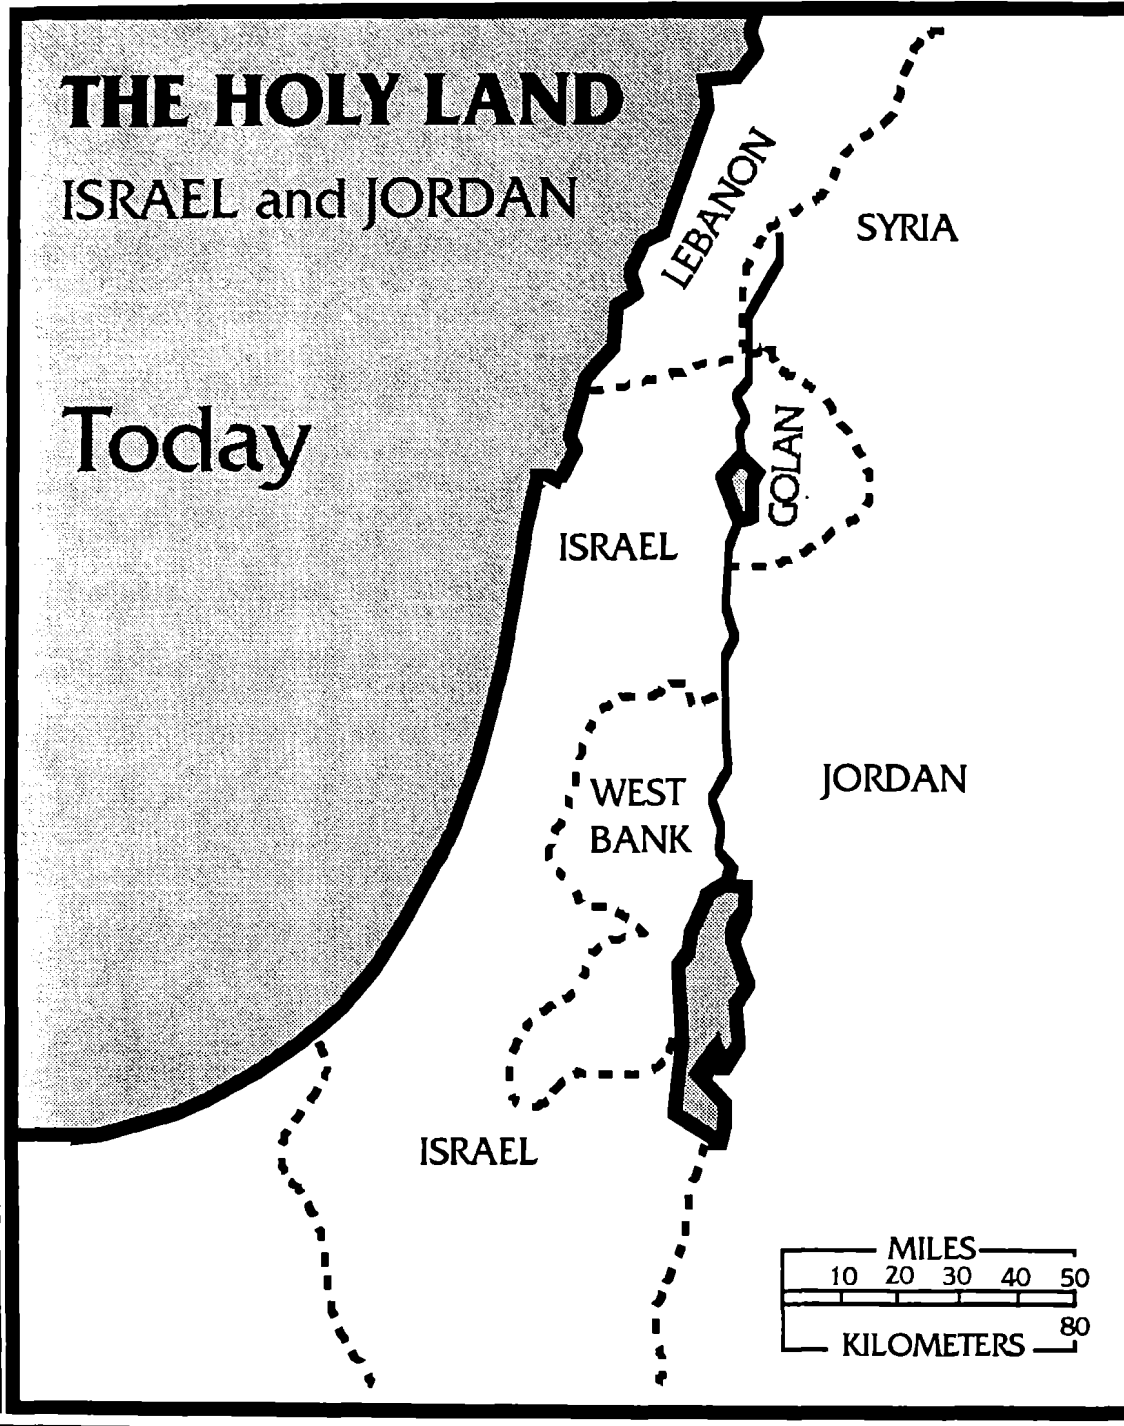 THE HOLY LAND
ISRAEL and JORDAN
LEBANON
SYRIA
Today
GOLAN
ISRAEL
WEST
BANK
JORDAN
ISRAEL
MILES
10 20 30 40 50
80
KILOMETERS